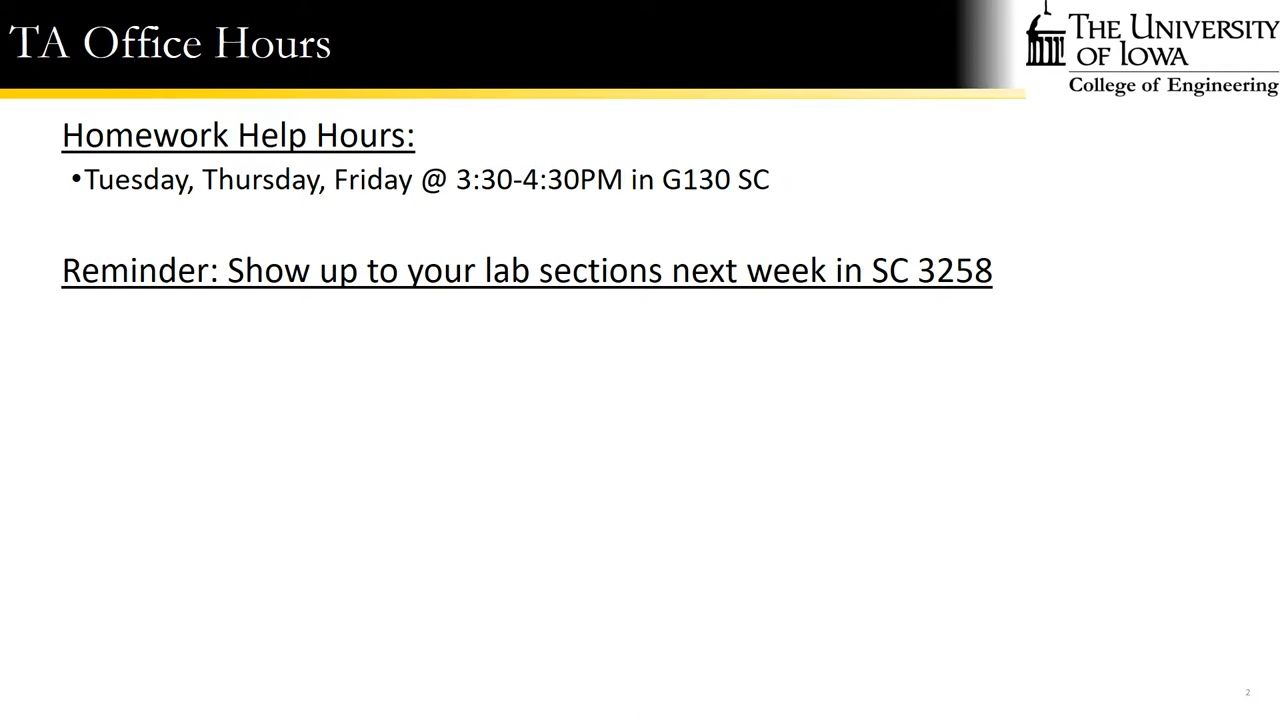 TA Office Hours
THE UNIVERSITY
OF IOWA
College of Engineering
Homework Help Hours:
•Tuesday, Thursday, Friday @ 3:30-4:30PM in G130 SC
Reminder: Show up to your lab sections next week in SC 3258
2